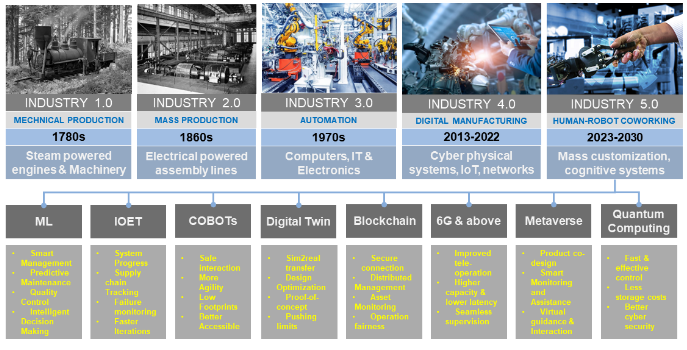 INDUSTRY 1.0
MECHNICAL PRODUCTION
1780s
Steam powered
engines & Machinery
INDUSTRY 2.0
MASS PRODUCTION
1860s
Electrical powered
assembly lines
INDUSTRY 3.0
AUTOMATION
1970s
Computers, IT &
Electronics
INDUSTRY 4.0
DIGITAL MANUFACTURING
2013-2022
Cyber physical
systems, IoT, networks
INDUSTRY 5.0
HUMAN-ROBOT COWORKING
2023-2030
Mass customization,
cognitive systems
ML
• Smart
Management
• Predictive
Maintenance
• Quality
Control
• Intelligent
Decision
Making
IOET
• System
Progress
• Supply
chain
Tracking
• Failure
monitoring
• Faster
Iterations
COBOTs
• Safe
Interaction
• More
Agility
• Low
Footprints
• Better
Accessible
Digital Twin
• Sim2real
transfer
• Design
Optimization
• Proof-of-
concept
• Pushing
limits
Blockchain
• Secure
connection
• Distributed
Management
• Asset
Monitoring
• Operation
fairness
6G & above
• Improved
tele-
operation
• Higher
capacity &
lower latency
• Seamless
supervision
Metaverse
• Product co-
design
• Smart
Monitoring
and
Assistance
• Virtual
guidance &
Interaction
Quantum
Computing
• Fast &
effective
control
• Less
storage costs
• Better
cyber
security